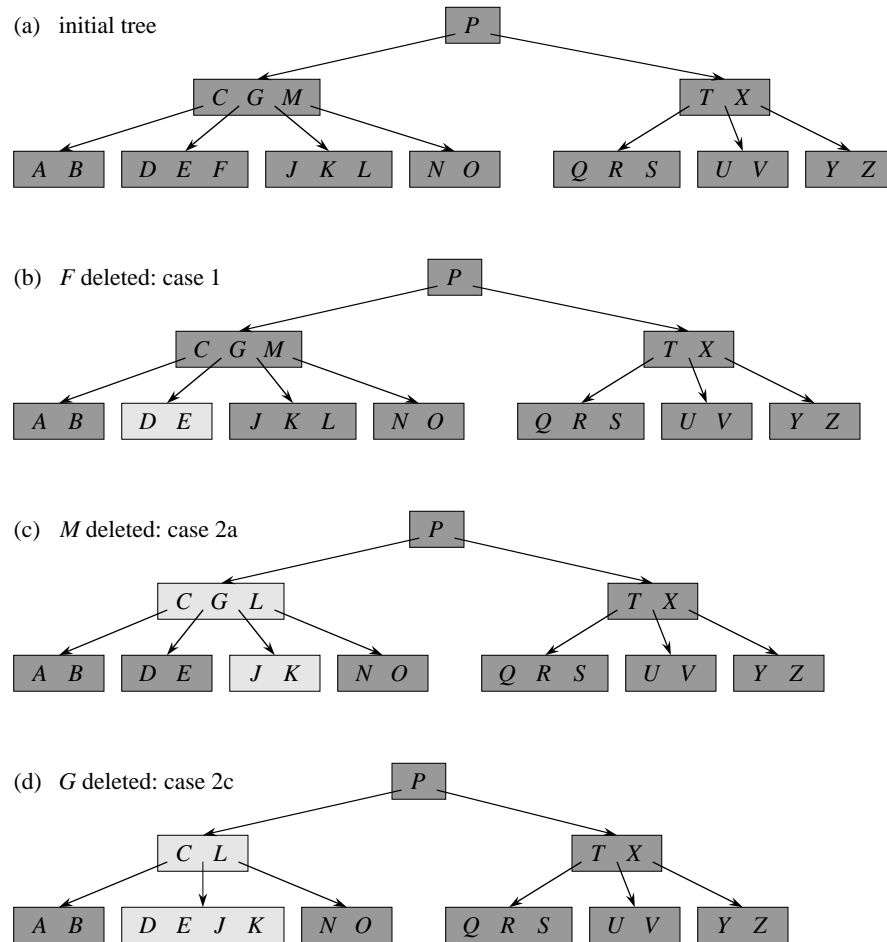 (a) initial tree
P
C G M
T X
A B
D E F
J K L
N O
Q R S
U V
Y Z
(b) F deleted: case 1
P
C G M
T X
A B
D E
J K L
N O
Q R S
U V
Y Z
(c) M deleted: case 2a
P
C G L
T X
A B
D E
J K
N O
Q R S
U V
Y Z
(d) G deleted: case 2c
P
C L
T X
A B
D E J K
N O
Q R S
U V
Y Z